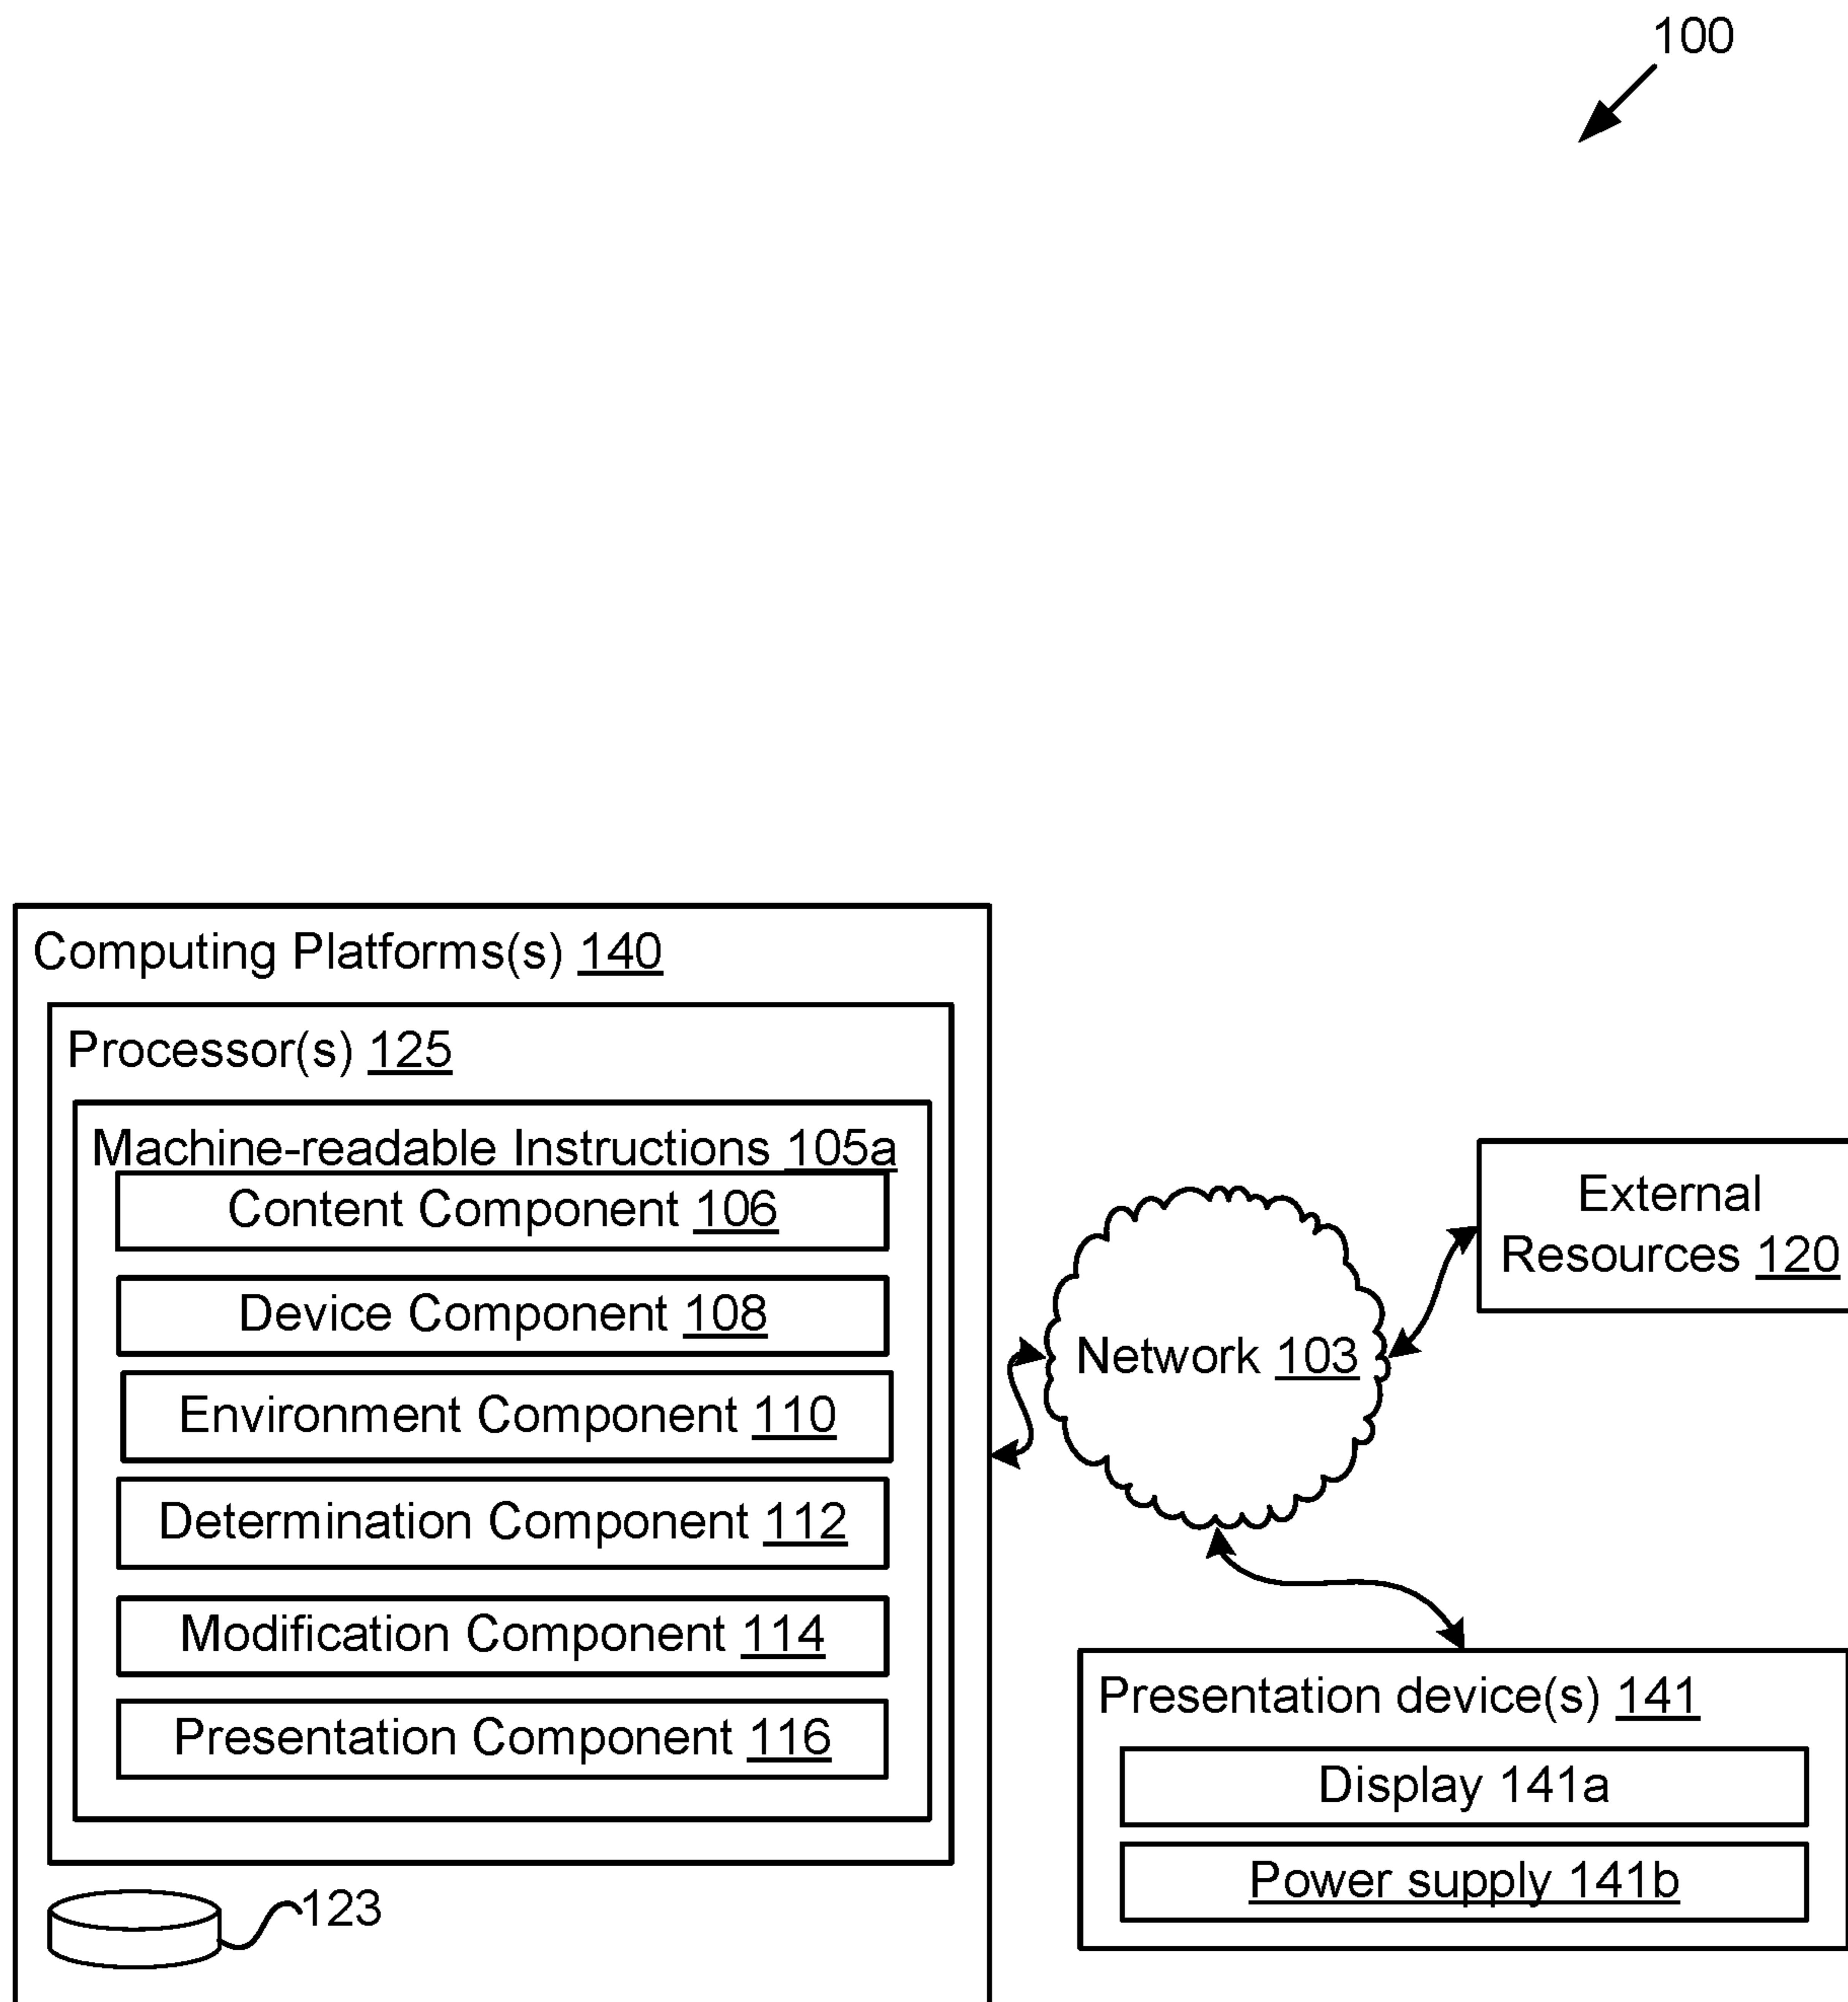 100
Computing Platforms(s) 140
Processor(s) 125
Machine-readable Instructions 105a
Content Component 106
Device Component 108
Environment Component 110
Determination Component 112
Modification Component 114
Presentation Component 116
123
Network 103
External
Resources 120
Presentation device(s) 141
Display 141a
Power supply 141b